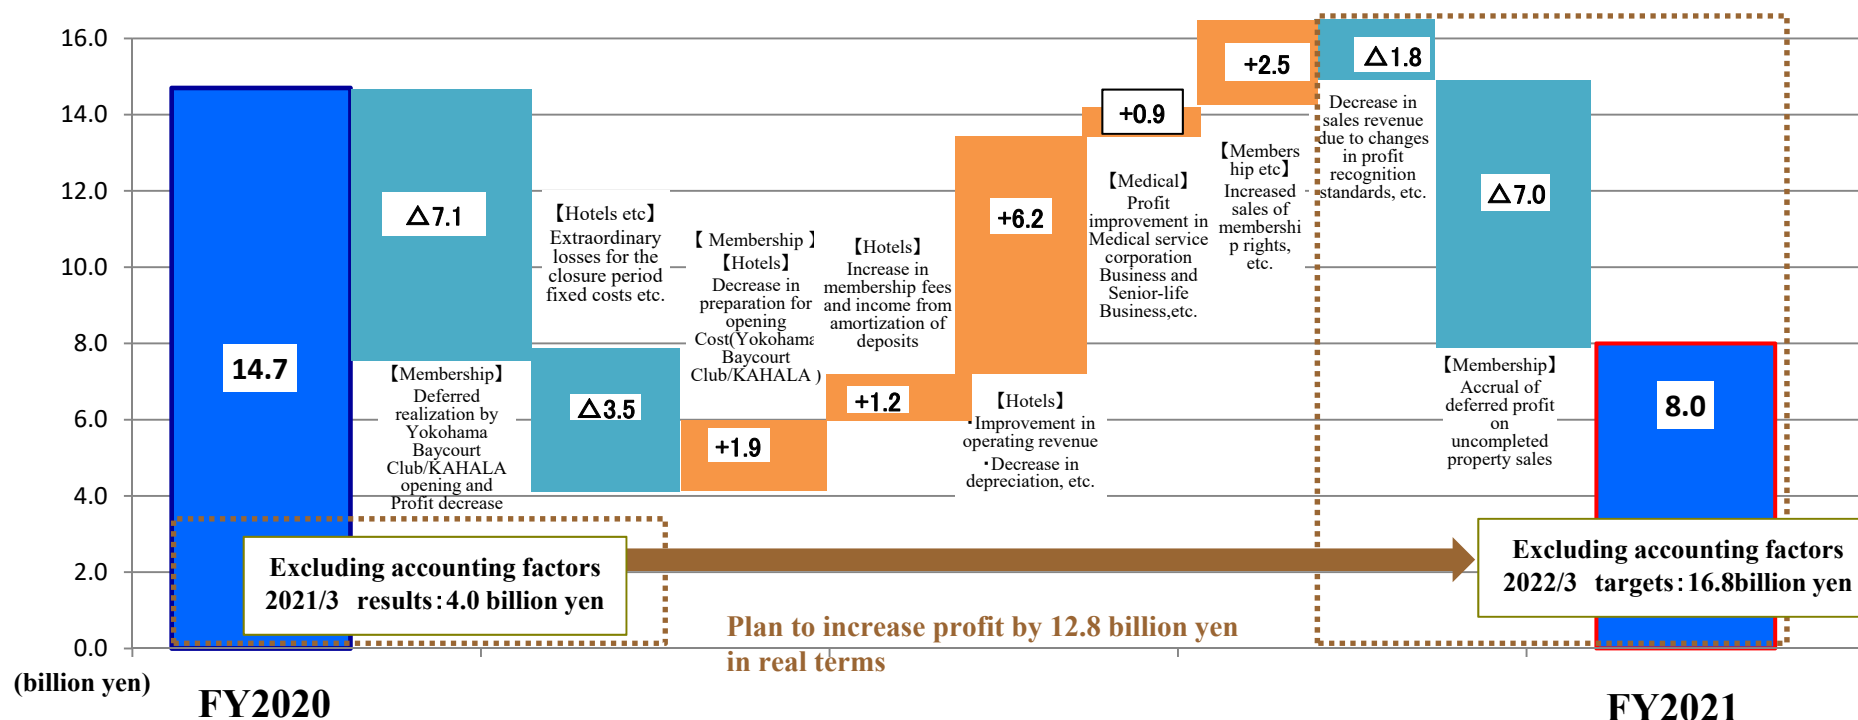 16.0
14.0
12.0
10.0
8.0
6.0
4.0
2.0
0.0
(billion yen)
14.7
FY2020
△7.1
【Membership】
Deferred
realization by
Yokohama
Baycourt
Club/KAHALA
opening and
Profit decrease
【Hotels etc】
Extraordinary
losses for the
closure period
fixed costs etc.
△3.5
【 Membership 】
【Hotels】
Decrease in
preparation for
opening
Cost(Yokohama
Baycourt
Club/KAHALA )
+1.9
【Hotels】
Increase in
membership fees
and income from
amortization of
deposits
+1.2
+6.2
【Hotels】
・Improvement in
operating revenue
・Decrease in
depreciation, etc.
+0.9
【Medical】
Profit
improvement in
Medical service
corporation
Business and
Senior-life
Business,etc.
+2.5
【Members
hip etc】
Increased
sales of
membershi
p rights,
etc.
△1.8
Decrease in
sales revenue
due to changes
in profit
recognition
standards, etc.
△7.0
【Membership】
Accrual of
deferred profit
on
uncompleted
property sales
8.0
FY2021
Excluding accounting factors
2021/3 results：4.0 billion yen
Plan to increase profit by 12.8 billion yen
in real terms
Excluding accounting factors
2022/3 targets：16.8billion yen